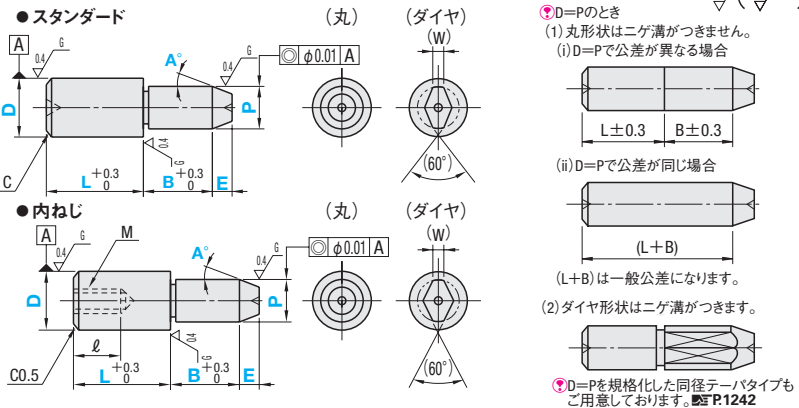 ●スタンダード
(丸)
(ダイヤ)
(W)
A
0.4
G
A°
0.4
G
◎ φ0.01 A
D
P
0.4
G
(60°)
C
L +0.3 0
B +0.3 0
E
●内ねじ
(丸)
(ダイヤ)
(W)
A
0.4
G
M
A°
0.4
G
◎ φ0.01 A
D
P
ℓ
0.4
G
(60°)
C0.5
L +0.3 0
B +0.3 0
E
D=Pのとき
(1)丸形状はニゲ溝がつきません。
(i)D=Pで公差が異なる場合
L±0.3
B±0.3
(ii)D=Pで公差が同じ場合
(L+B)
(L+B)は一般公差になります。
(2)ダイヤ形状はニゲ溝がつきます。
D=Pを規格化した同径テーパタイプも
ご用意しております。P.1242